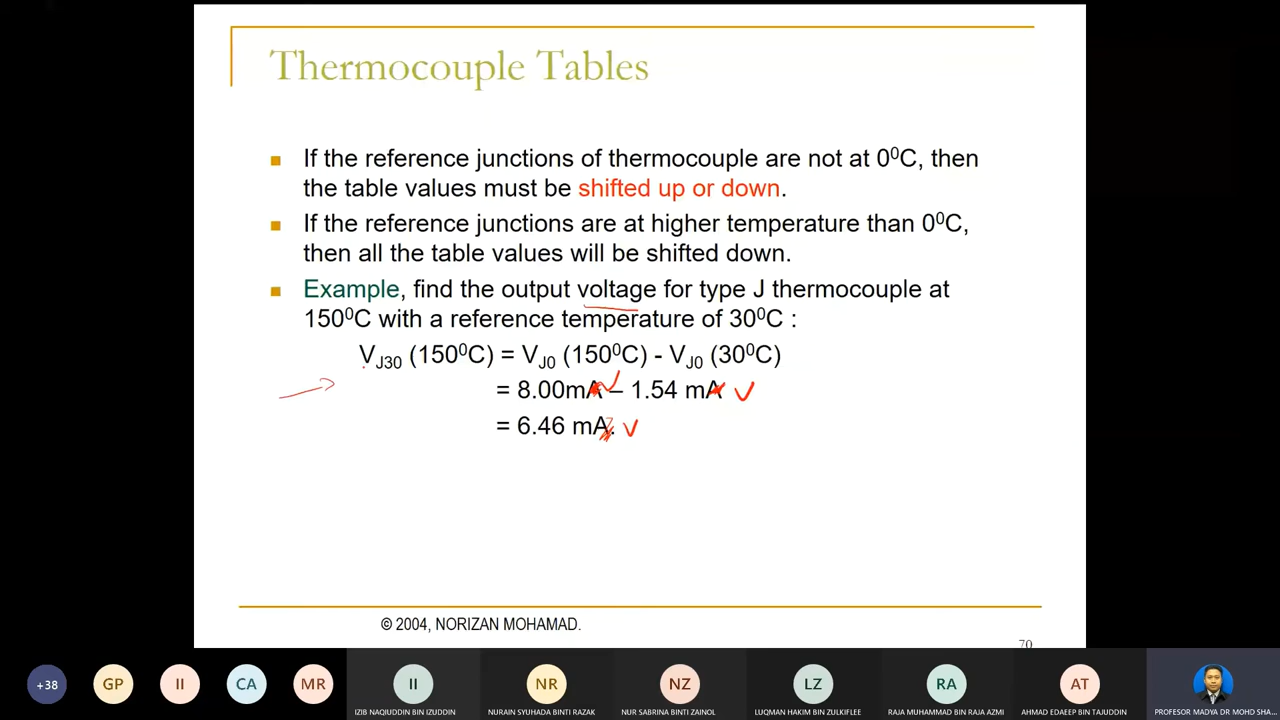 Thermocouple Tables
If the reference junctions of thermocouple are not at 0⁰C, then
the table values must be shifted up or down.
If the reference junctions are at higher temperature than 0⁰C,
then all the table values will be shifted down.
Example, find the output voltage for type J thermocouple at
150⁰C with a reference temperature of 30⁰C :
V_J30 (150⁰C) = V_J0 (150⁰C) - V_J0 (30⁰C)
= 8.00mA – 1.54 mA
= 6.46 mA.
© 2004, NORIZAN MOHAMAD.
70
+38
GP
II
CA
MR
II
NR
NZ
LZ
RA
AT
IZIB NAQIUDDIN BIN IZUDDIN
NURAIN SYUHADA BINTI RAZAK
NUR SABRINA BINTI ZAINOL
LUQMAN HAKIM BIN ZULKIFLEE
RAJA MUHAMMAD BIN RAJA AZMI
AHMAD EDAEEP BIN TAJUDDIN
PROFESOR MADYA DR MOHD SHA...